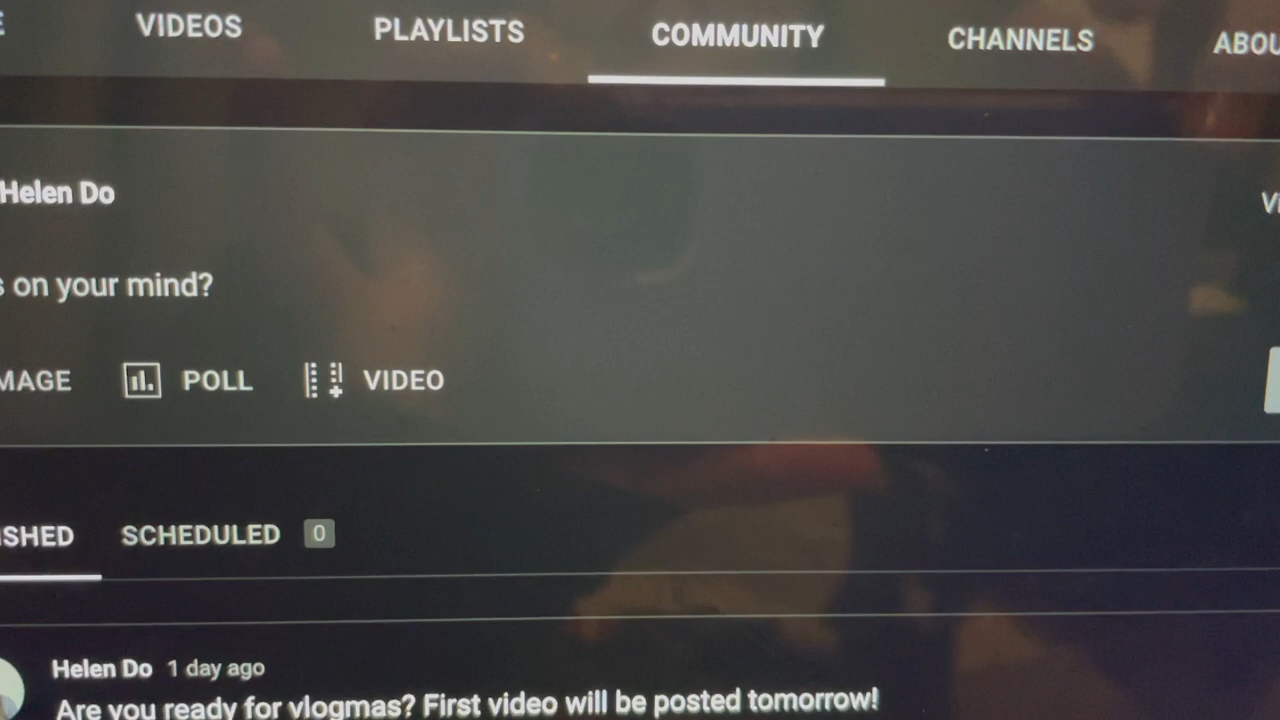 VIDEOS PLAYLISTS COMMUNITY CHANNELS ABOU
Helen Do
on your mind?
MAGE POLL VIDEO
SHED SCHEDULED 0
Helen Do 1 day ago
Are you ready for vlogmas? First video will be posted tomorrow!